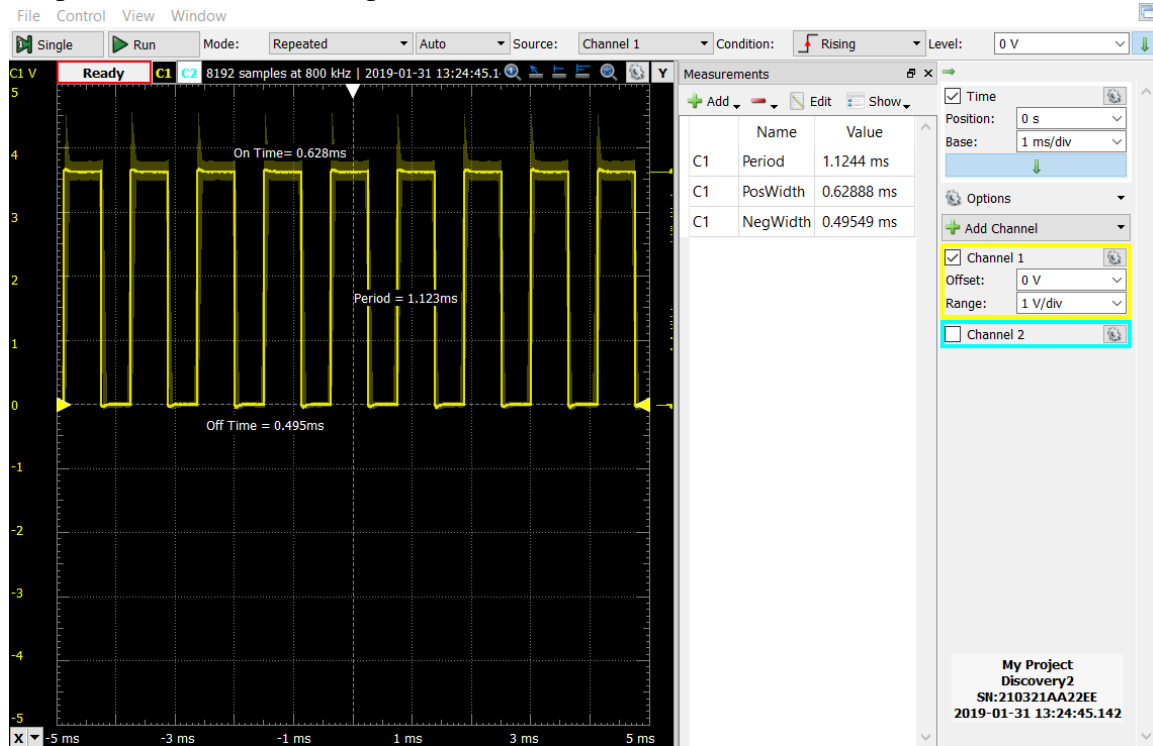 File Control View Window
Single Run Mode: Repeated Auto Source: Channel 1 Condition: Rising Level: 0 V
C1 V Ready C1 C2 8192 samples at 800 kHz | 2019-01-31 13:24:45.1 Y
Measurements
Add Edit Show
Name Value
C1 Period 1.1244 ms
C1 PosWidth 0.62888 ms
C1 NegWidth 0.49549 ms
Time
Position: 0 s
Base: 1 ms/div
Options
Add Channel
Channel 1
Offset: 0 V
Range: 1 V/div
Channel 2
5
4
3
2
1
0
-1
-2
-3
-4
-5
On Time= 0.628ms
Period = 1.123ms
Off Time = 0.495ms
X -5 ms -3 ms -1 ms 1 ms 3 ms 5 ms
My Project
Discovery2
SN:210321AA22EE
2019-01-31 13:24:45.142